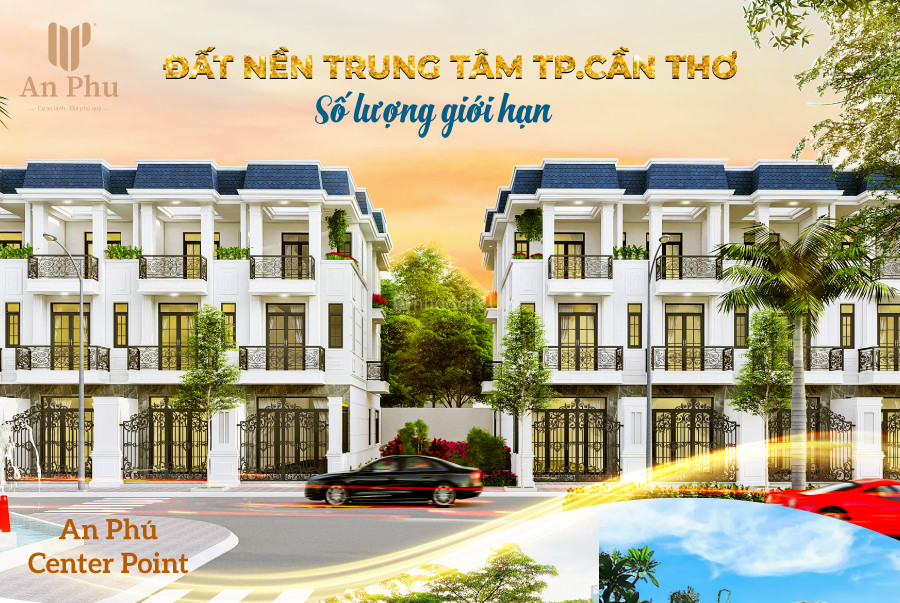 An Phu
ĐẤT NỀN TRUNG TÂM TP.CẦN THƠ
Số lượng giới hạn
An Phú
Center Point